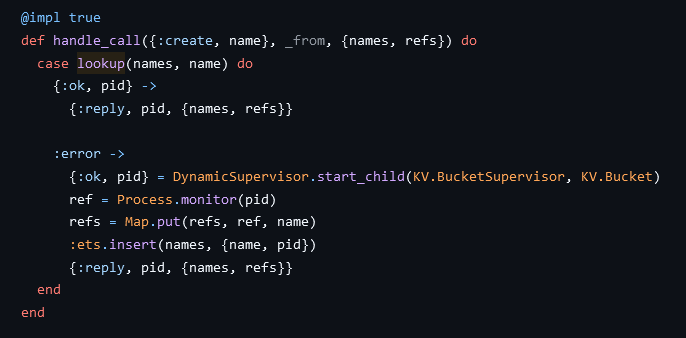 @impl true
def handle_call({:create, name}, _from, {names, refs}) do
  case lookup(names, name) do
    {:ok, pid} ->
      {:reply, pid, {names, refs}}

    :error ->
      {:ok, pid} = DynamicSupervisor.start_child(KV.BucketSupervisor, KV.Bucket)
      ref = Process.monitor(pid)
      refs = Map.put(refs, ref, name)
      :ets.insert(names, {name, pid})
      {:reply, pid, {names, refs}}
  end
end